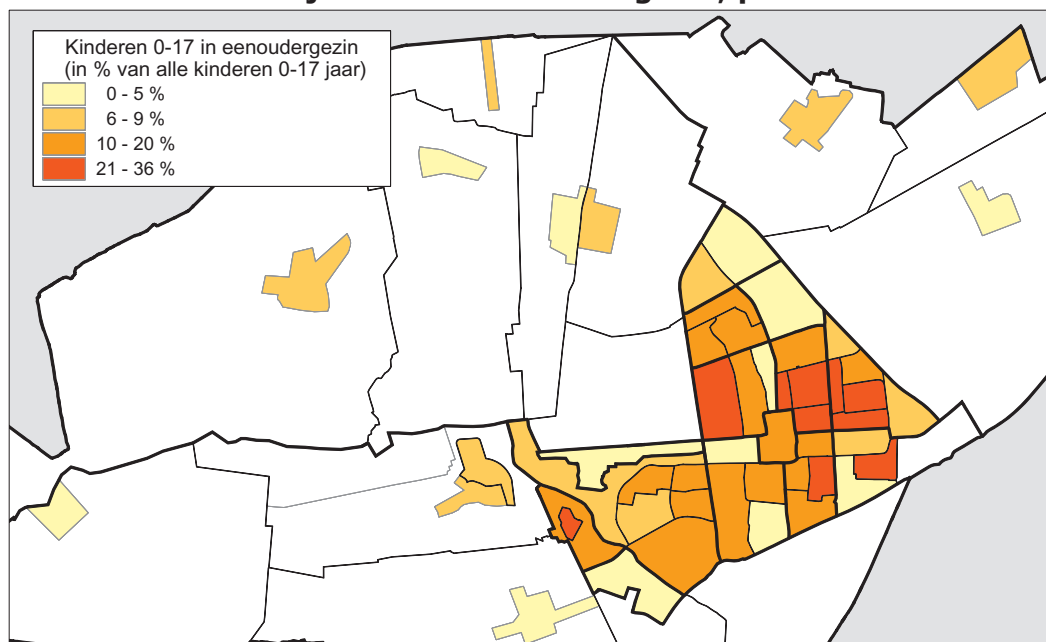 Kinderen 0-17 in eenoudergezin
(in % van alle kinderen 0-17 jaar)
0 - 5 %
6 - 9 %
10 - 20 %
21 - 36 %